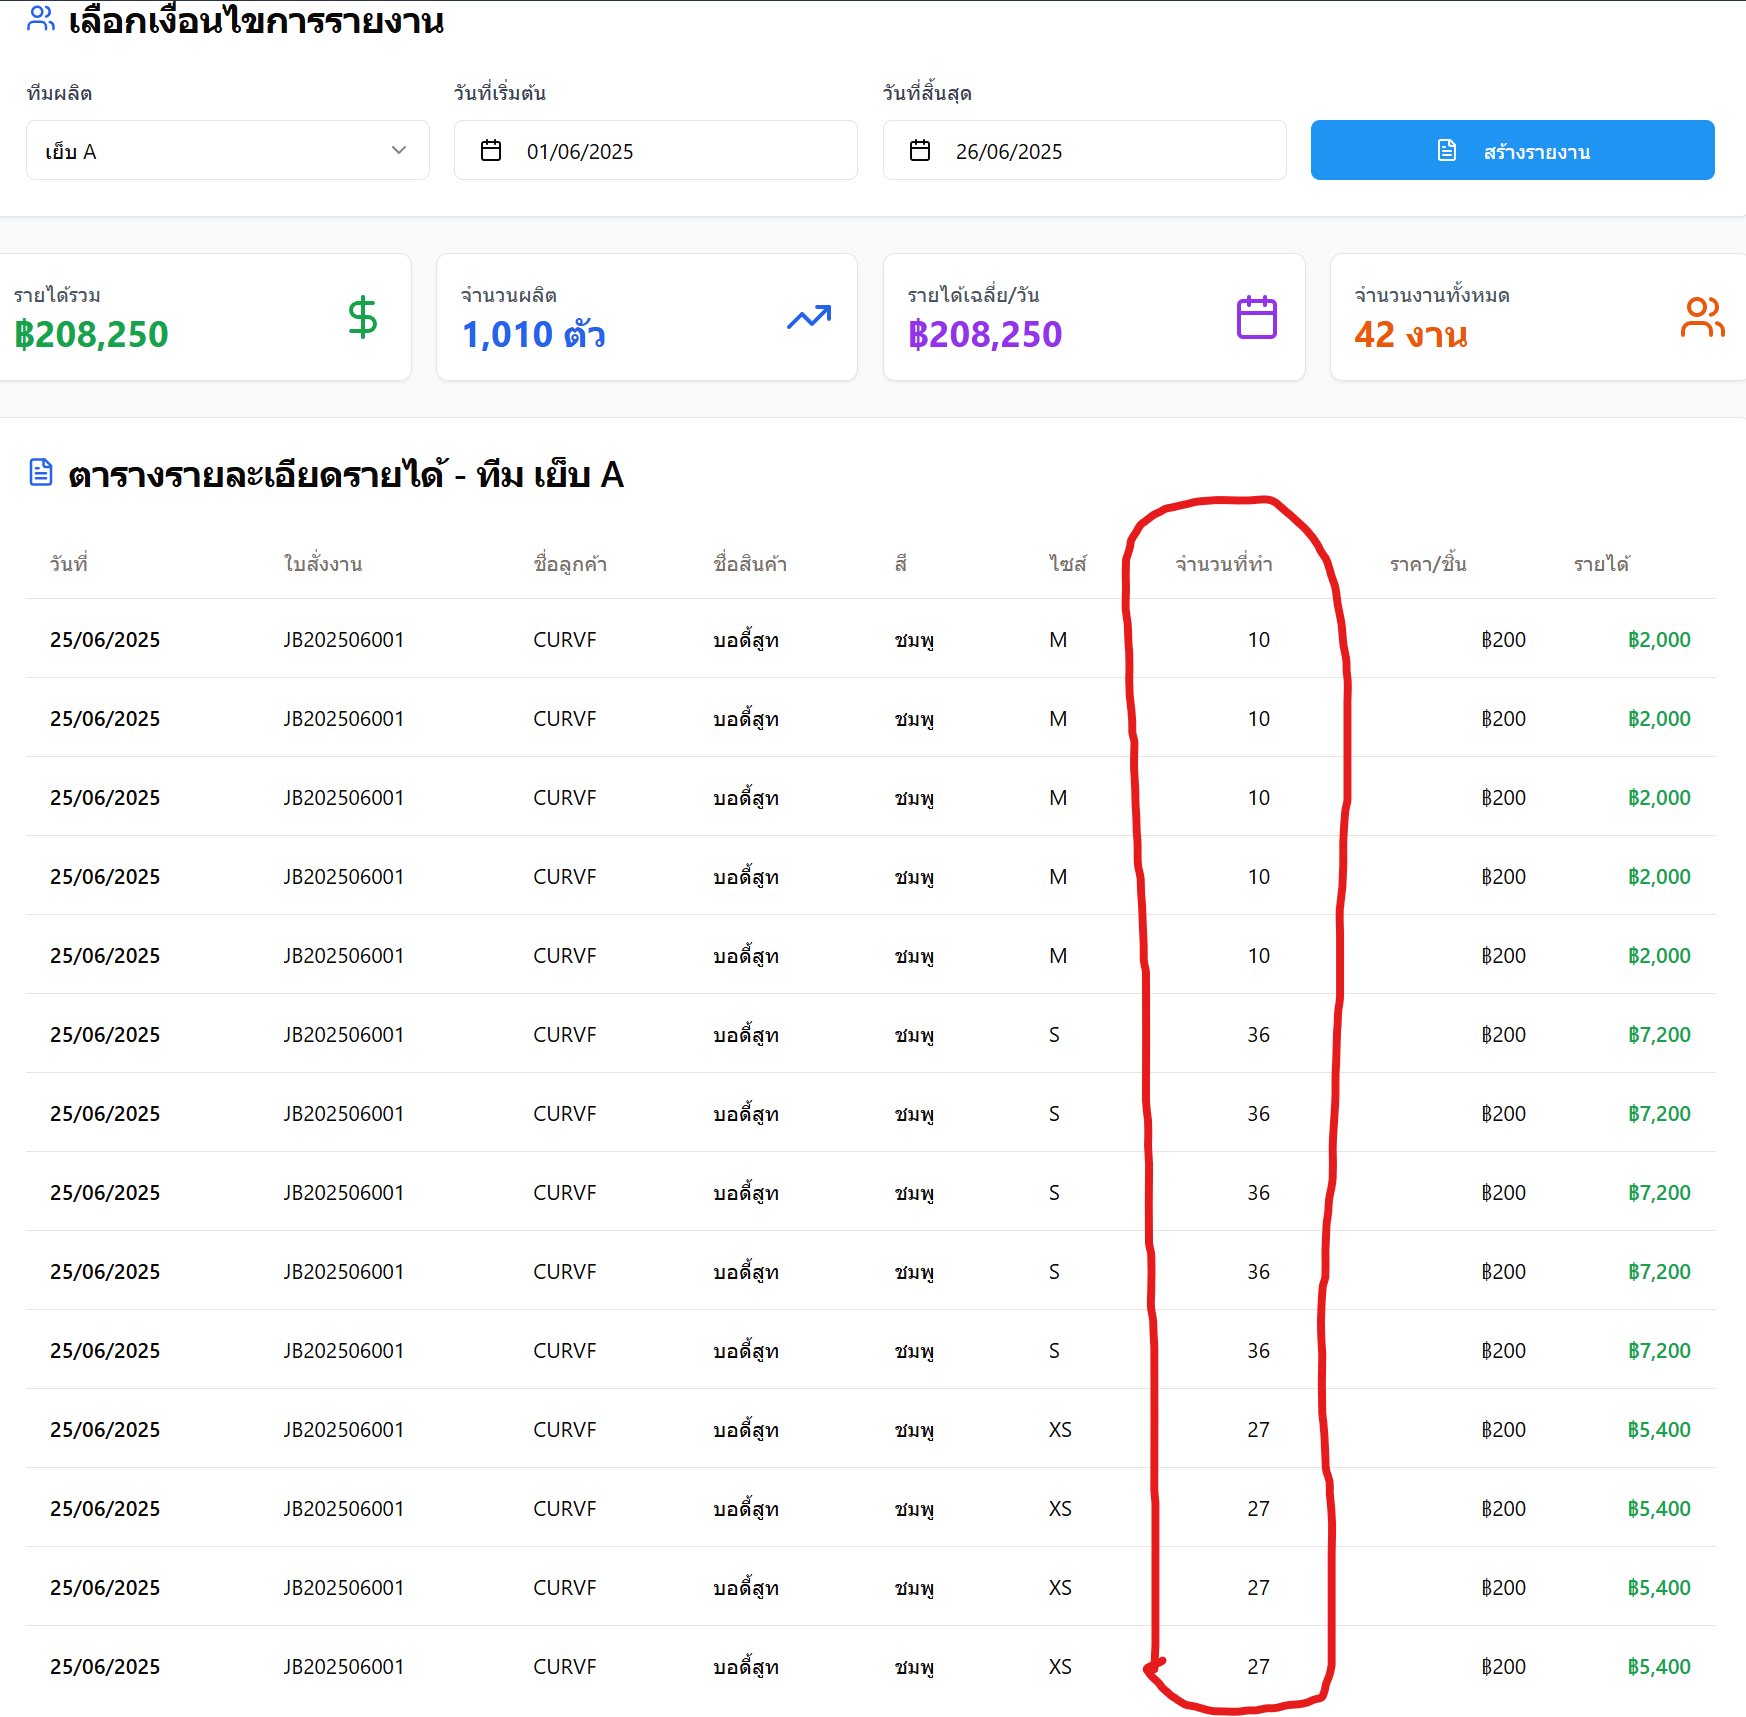 เลือกเงื่อนไขการรายงาน
ทีมผลิต วันที่เริ่มต้น วันที่สิ้นสุด
เย็บ A 01/06/2025 26/06/2025 สร้างรายงาน
รายได้รวม จำนวนผลิต รายได้เฉลี่ย/วัน จำนวนงานทั้งหมด
฿208,250 1,010 ตัว ฿208,250 42 งาน
ตารางรายละเอียดรายได้ - ทีม เย็บ A
วันที่ ใบสั่งงาน ชื่อลูกค้า ชื่อสินค้า สี ไซส์ จำนวนที่ทำ ราคา/ชิ้น รายได้
25/06/2025 JB202506001 CURVF บอดี้สูท ชมพู M 10 ฿200 ฿2,000
25/06/2025 JB202506001 CURVF บอดี้สูท ชมพู M 10 ฿200 ฿2,000
25/06/2025 JB202506001 CURVF บอดี้สูท ชมพู M 10 ฿200 ฿2,000
25/06/2025 JB202506001 CURVF บอดี้สูท ชมพู M 10 ฿200 ฿2,000
25/06/2025 JB202506001 CURVF บอดี้สูท ชมพู M 10 ฿200 ฿2,000
25/06/2025 JB202506001 CURVF บอดี้สูท ชมพู S 36 ฿200 ฿7,200
25/06/2025 JB202506001 CURVF บอดี้สูท ชมพู S 36 ฿200 ฿7,200
25/06/2025 JB202506001 CURVF บอดี้สูท ชมพู S 36 ฿200 ฿7,200
25/06/2025 JB202506001 CURVF บอดี้สูท ชมพู S 36 ฿200 ฿7,200
25/06/2025 JB202506001 CURVF บอดี้สูท ชมพู S 36 ฿200 ฿7,200
25/06/2025 JB202506001 CURVF บอดี้สูท ชมพู XS 27 ฿200 ฿5,400
25/06/2025 JB202506001 CURVF บอดี้สูท ชมพู XS 27 ฿200 ฿5,400
25/06/2025 JB202506001 CURVF บอดี้สูท ชมพู XS 27 ฿200 ฿5,400
25/06/2025 JB202506001 CURVF บอดี้สูท ชมพู XS 27 ฿200 ฿5,400